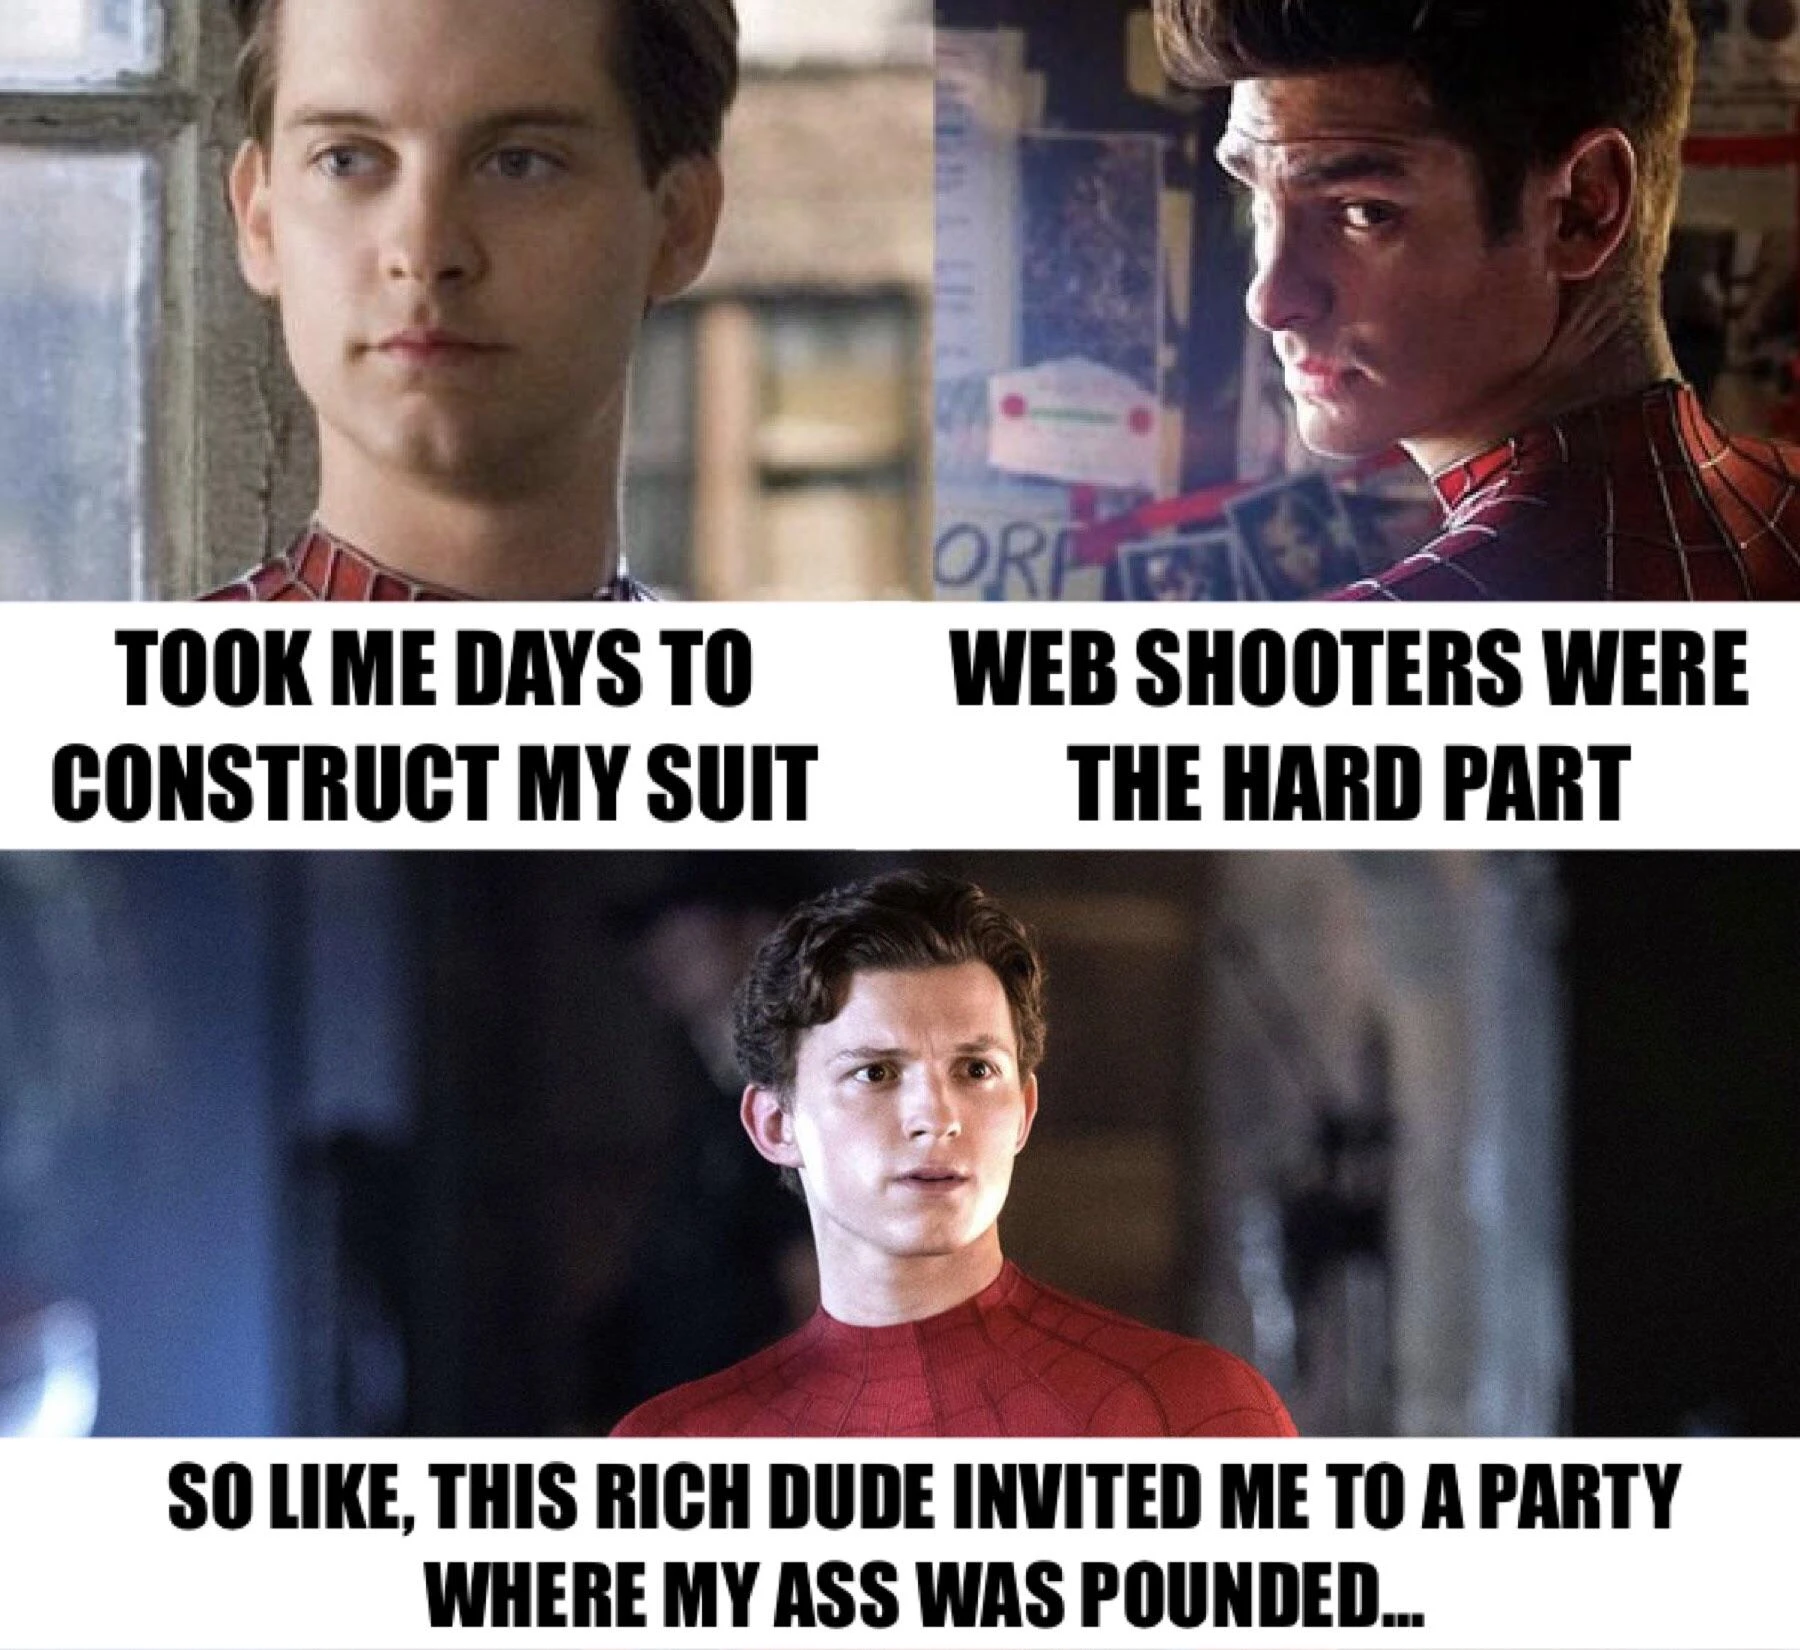 ORP
TOOK ME DAYS TO
CONSTRUCT MY SUIT
WEB SHOOTERS WERE
THE HARD PART
SO LIKE, THIS RICH DUDE INVITED ME TO A PARTY
WHERE MY ASS WAS POUNDED...